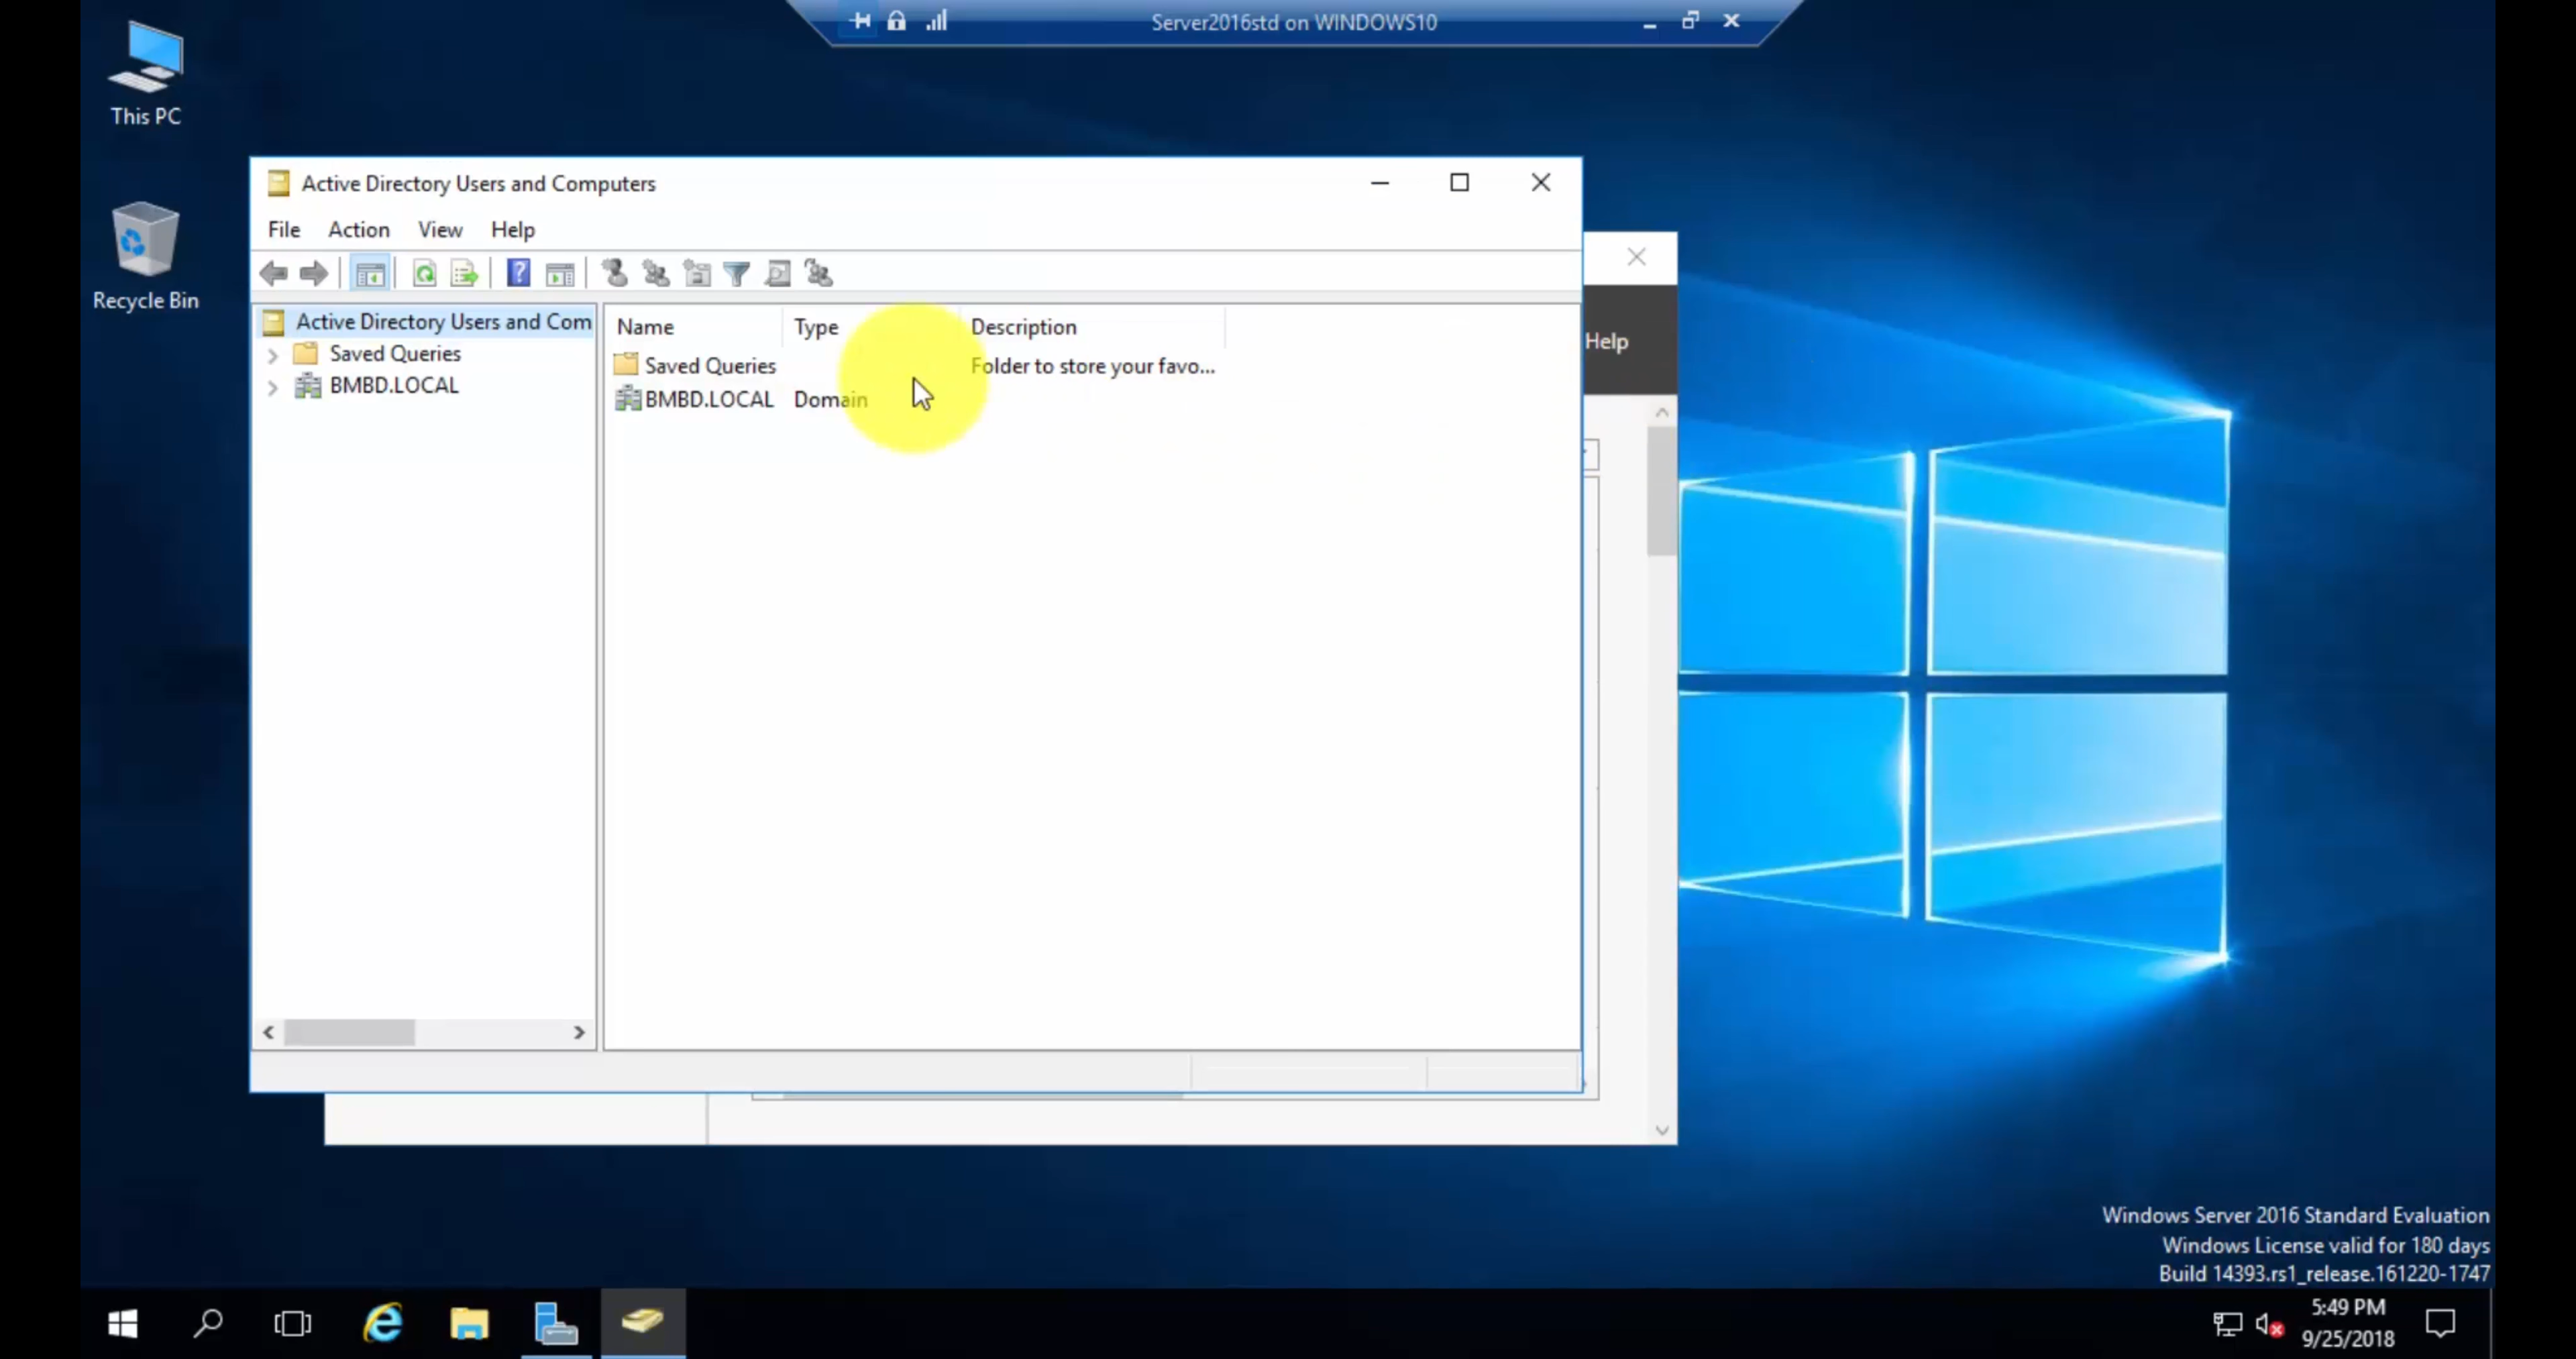 Server2016std on WINDOWS10
This PC
Recycle Bin
Active Directory Users and Computers
File Action View Help
Active Directory Users and Com
Saved Queries
BMBD.LOCAL
Name Type Description
Saved Queries Folder to store your favo...
BMBD.LOCAL Domain
Help
Windows Server 2016 Standard Evaluation
Windows License valid for 180 days
Build 14393.rs1_release.161220-1747
5:49 PM
9/25/2018